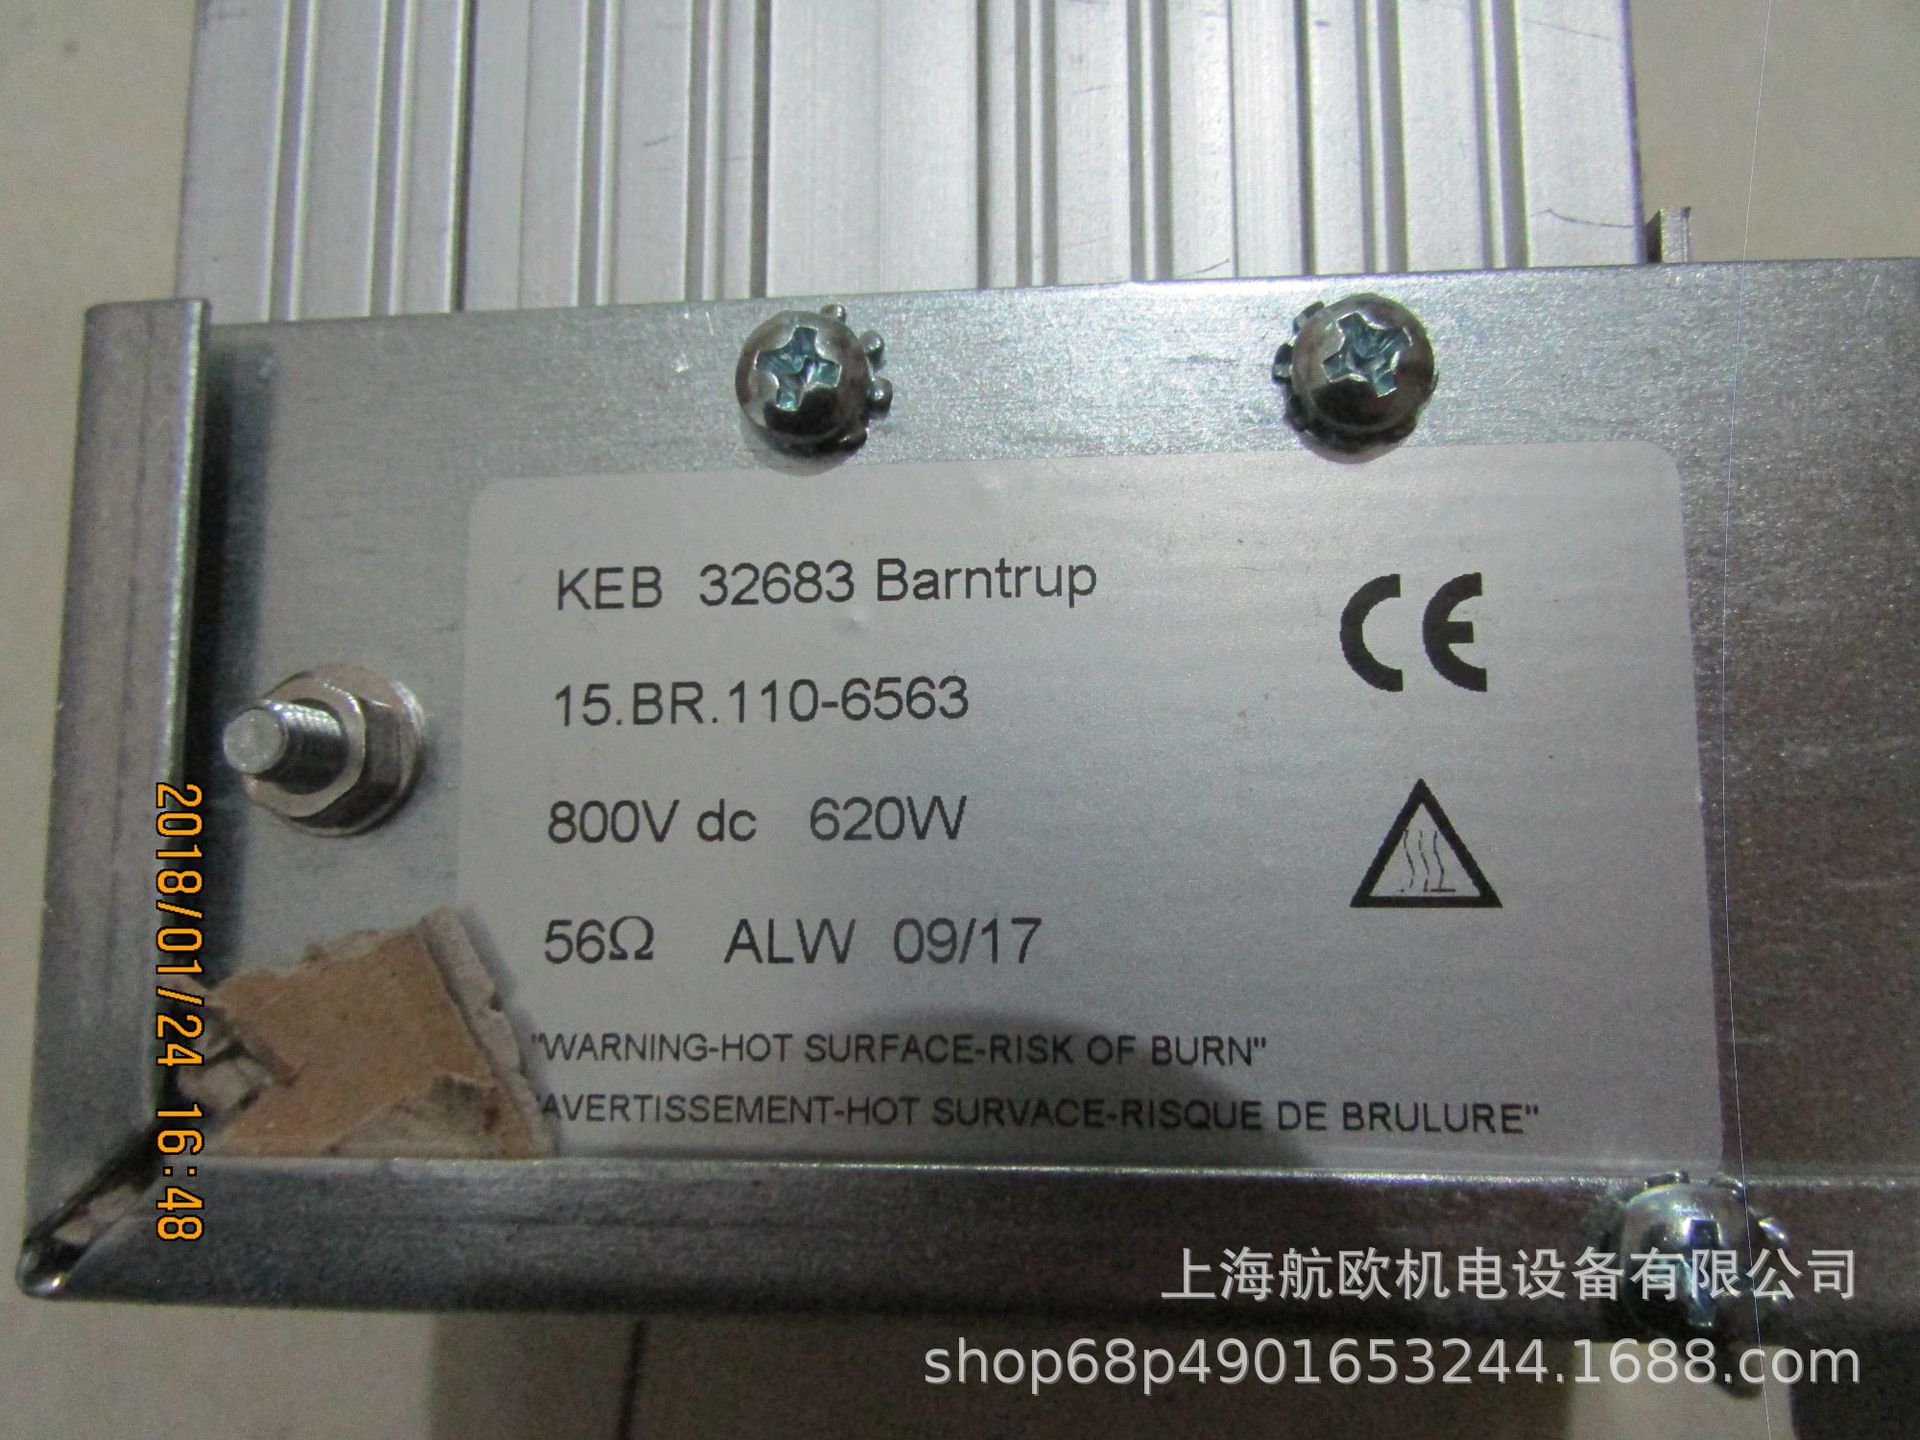 KEB 32683 Barntrup
CE
15.BR.110-6563
800V dc 620W
56Ω ALW 09/17
"WARNING-HOT SURFACE-RISK OF BURN"
"AVERTISSEMENT-HOT SURVACE-RISQUE DE BRULURE"
2018/01/24 16:48
上海航欧机电设备有限公司
shop68p4901653244.1688.com